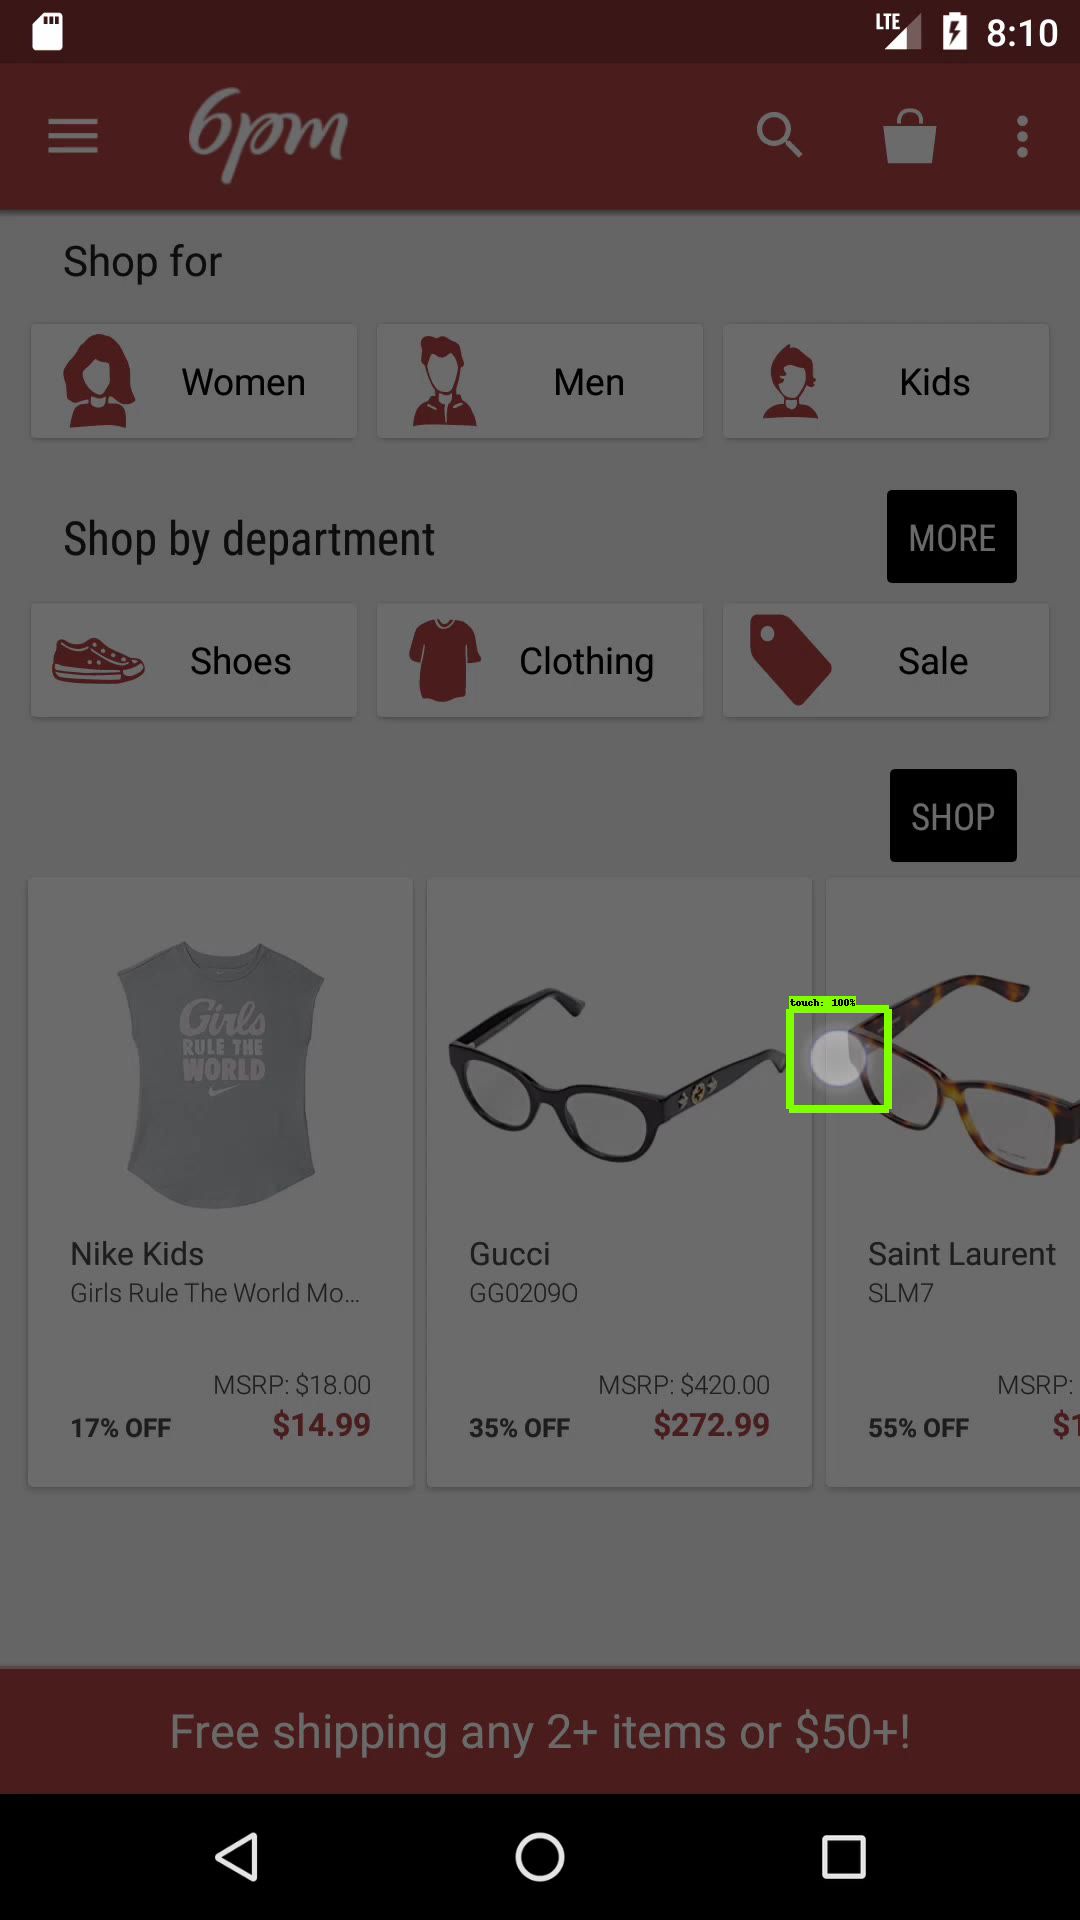 LTE 8:10
6pm
Shop for
Women Men Kids
Shop by department MORE
Shoes Clothing Sale
SHOP
Girls
RULE THE
WORLD
touch: 100%
Nike Kids
Girls Rule The World Mo...
MSRP: $18.00
17% OFF $14.99
Gucci
GG0209O
MSRP: $420.00
35% OFF $272.99
Saint Laurent
SLM7
MSRP:
55% OFF $1
Free shipping any 2+ items or $50+!